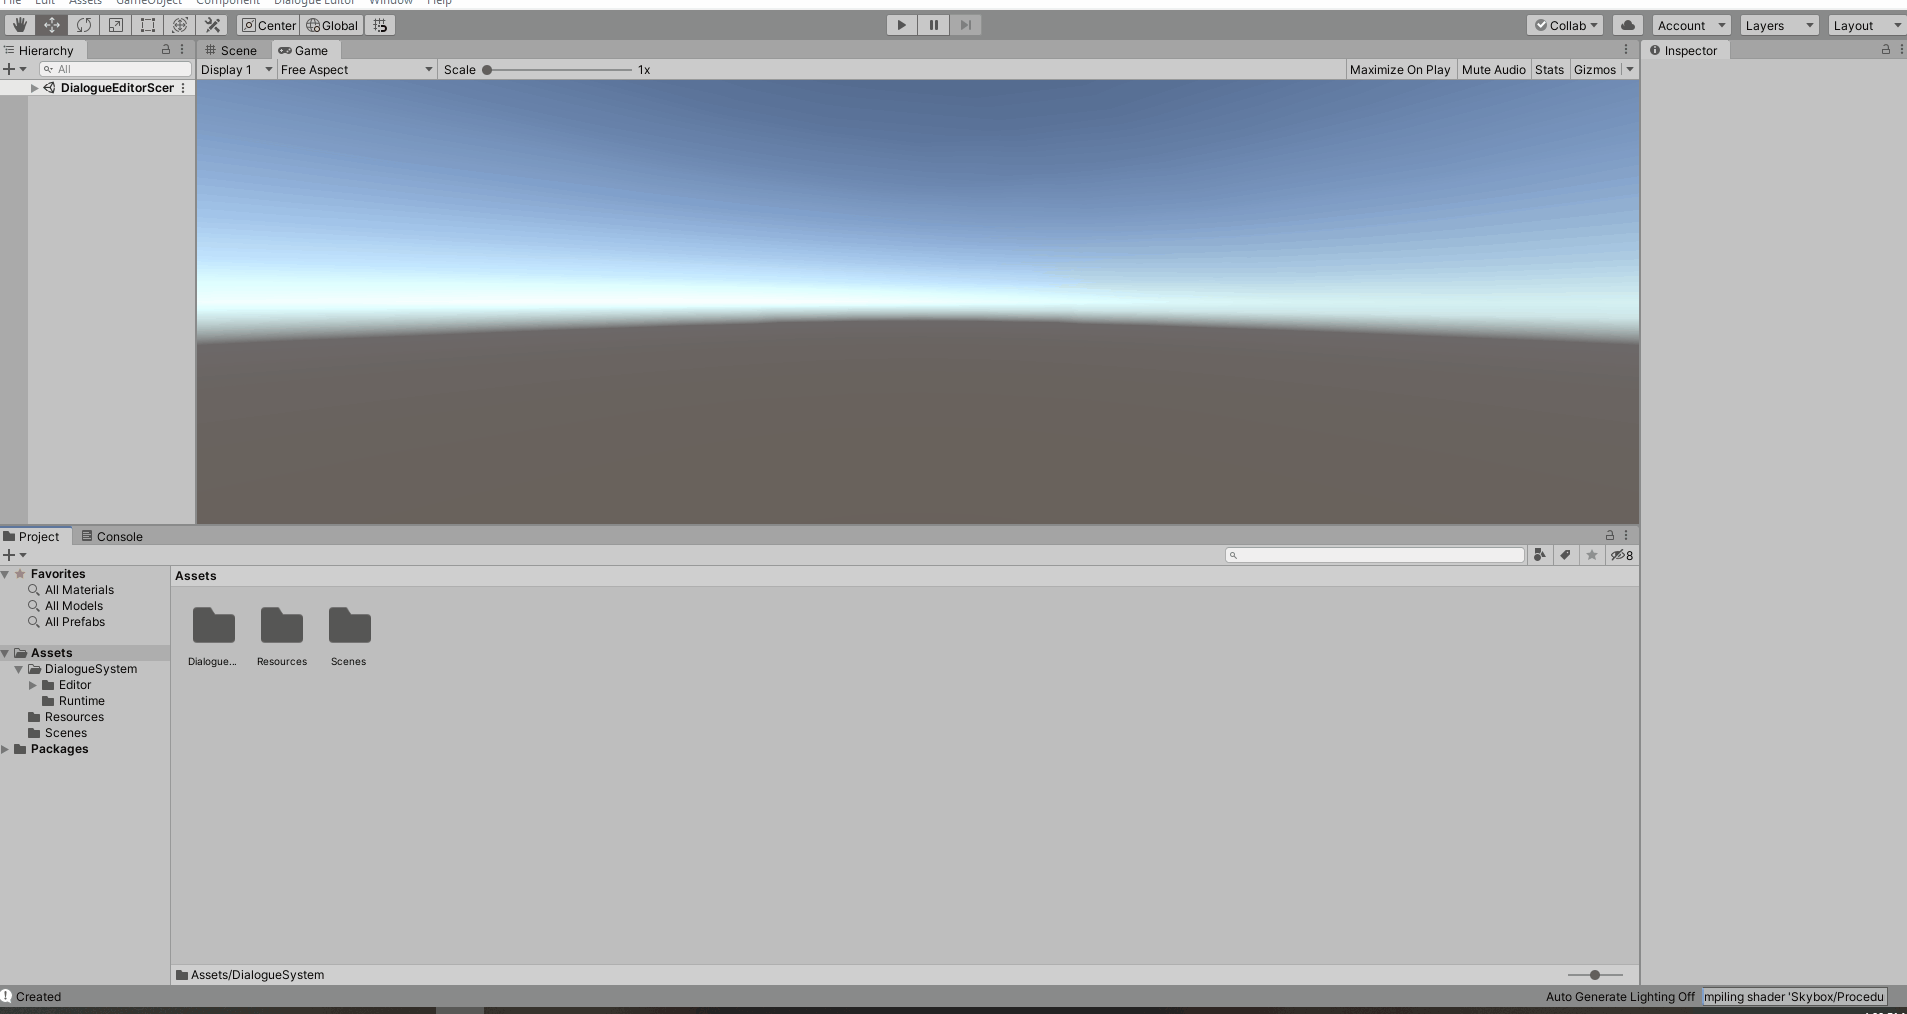 File Edit Assets GameObject Component Dialogue Editor Window Help
Center Global Collab Account Layers Layout
Hierarchy
All
DialogueEditorScer
Scene Game
Display 1 Free Aspect Scale 1x Maximize On Play Mute Audio Stats Gizmos
Inspector
Project Console
8
Favorites
All Materials
All Models
All Prefabs
Assets
DialogueSystem
Editor
Runtime
Resources
Scenes
Packages
Assets
Dialogue... Resources Scenes
Assets/DialogueSystem
Created
Auto Generate Lighting Off mpiling shader 'Skybox/Procedu